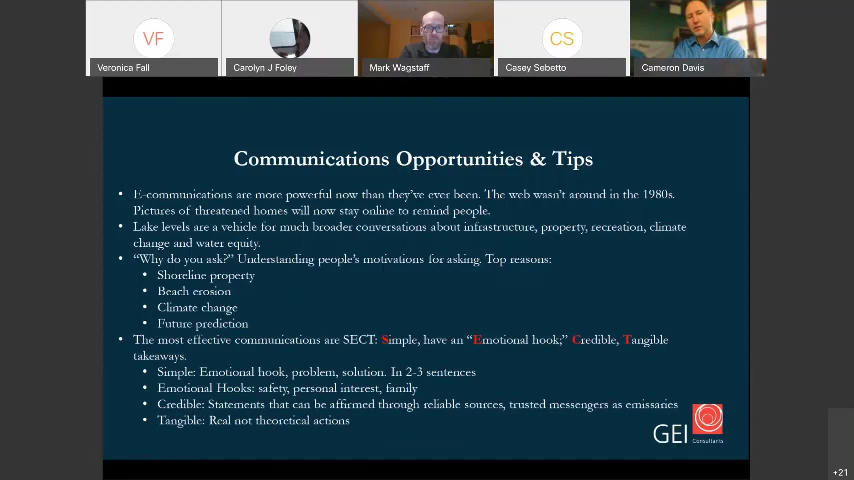 VF
CS
Veronica Fall
Carolyn J Foley
Mark Wagstaff
Casey Sebetto
Cameron Davis
Communications Opportunities & Tips
• E-communications are more powerful now than they've ever been. The web wasn't around in the 1980s.
Pictures of threatened homes will now stay online to remind people.
• Lake levels are a vehicle for much broader conversations about infrastructure, property, recreation, climate
change and water equity.
• "Why do you ask?" Understanding people's motivations for asking. Top reasons:
• Shoreline property
• Beach erosion
• Climate change
• Future prediction
• The most effective communications are SECT: Simple, have an "Emotional hook;" Credible, Tangible
takeaways.
• Simple: Emotional hook, problem, solution. In 2-3 sentences
• Emotional Hooks: safety, personal interest, family
• Credible: Statements that can be affirmed through reliable sources, trusted messengers as emissaries
• Tangible: Real not theoretical actions
GEI
Consultants
+21